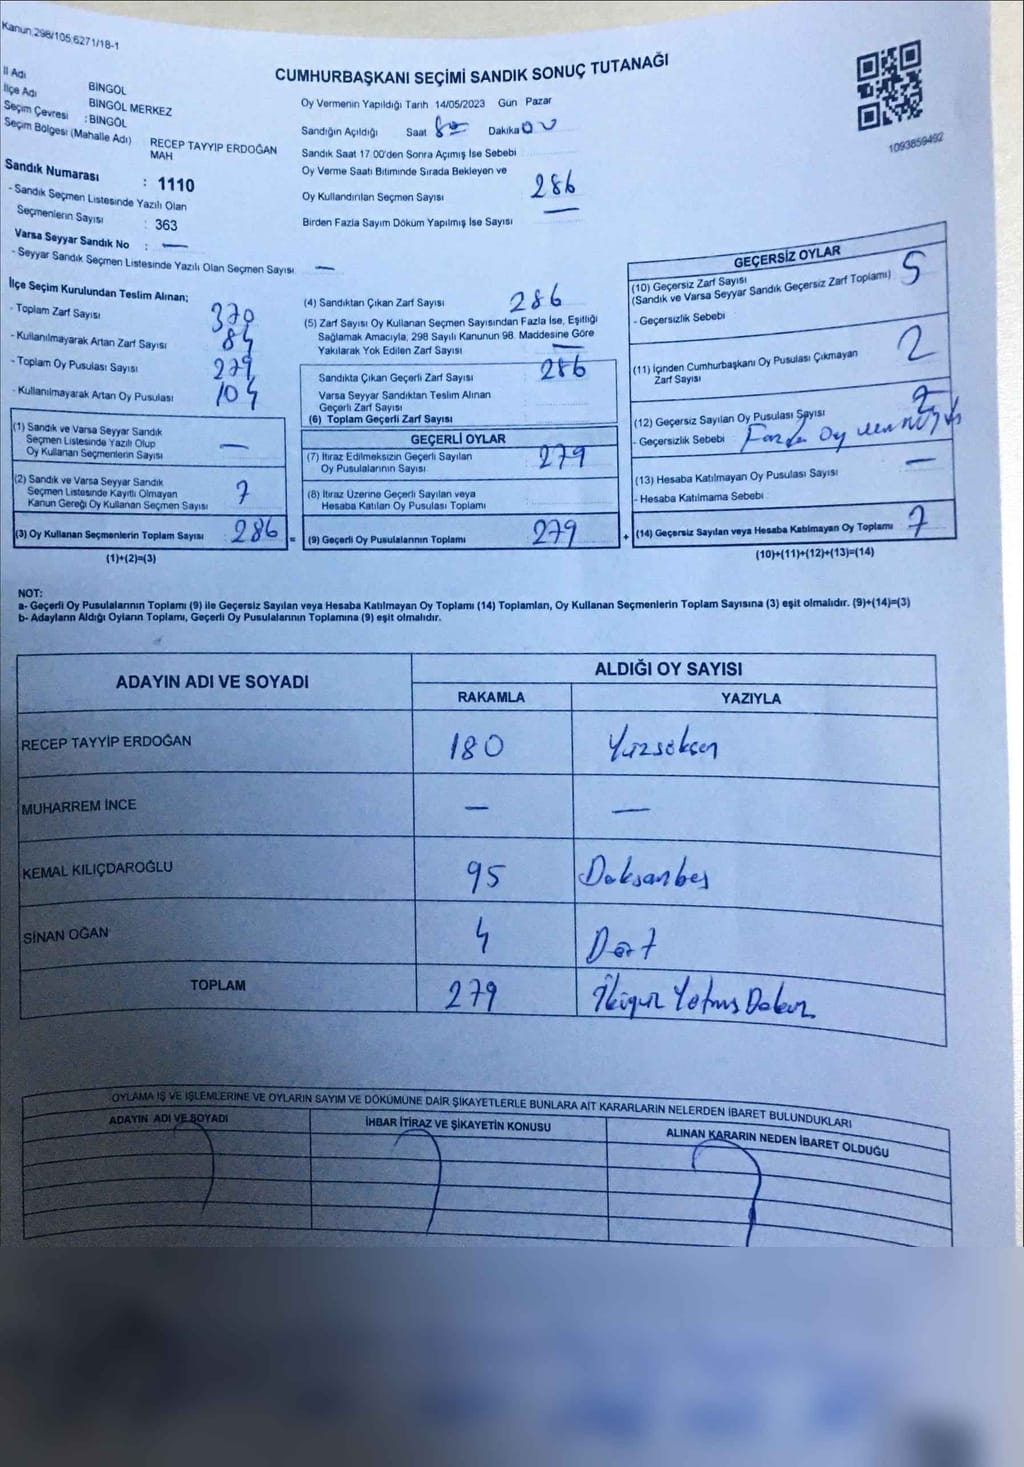 Kanun;298/105;6271/18-1
CUMHURBAŞKANI SEÇİMİ SANDIK SONUÇ TUTANAĞI
1093859492
İl Adı BİNGÖL
İlçe Adı BİNGÖL MERKEZ
Seçim Çevresi : BİNGÖL
Seçim Bölgesi (Mahalle Adı) RECEP TAYYİP ERDOĞAN
MAH
Sandık Numarası : 1110
- Sandık Seçmen Listesinde Yazılı Olan
Seçmenlerin Sayısı : 363
Varsa Seyyar Sandık No : —
- Seyyar Sandık Seçmen Listesinde Yazılı Olan Seçmen Sayısı —
Oy Vermenin Yapıldığı Tarih 14/05/2023 Gün Pazar
Sandığın Açıldığı Saat Dakika
Sandık Saat 17.00'den Sonra Açımış İse Sebebi
Oy Verme Saati Bitiminde Sırada Bekleyen ve
Oy Kullandırılan Seçmen Sayısı 286
Birden Fazla Sayım Döküm Yapılmış İse Sayısı —
İlçe Seçim Kurulundan Teslim Alınan;
- Toplam Zarf Sayısı 370
- Kullanılmayarak Artan Zarf Sayısı 84
- Toplam Oy Pusulası Sayısı
- Kullanılmayarak Artan Oy Pusulası 104
(1) Sandık ve Varsa Seyyar Sandık
Seçmen Listesinde Yazılı Olup
Oy Kullanan Seçmenlerin Sayısı —
(2) Sandık ve Varsa Seyyar Sandık
Seçmen Listesinde Kayıtlı Olmayan
Kanun Gereği Oy Kullanan Seçmen Sayısı 7
(3) Oy Kullanan Seçmenlerin Toplam Sayısı 286 =
(1)+(2)=(3)
(4) Sandıktan Çıkan Zarf Sayısı 286
(5) Zarf Sayısı Oy Kullanan Seçmen Sayısından Fazla İse, Eşitliği
Sağlamak Amacıyla, 298 Sayılı Kanunun 98. Maddesine Göre
Yakılarak Yok Edilen Zarf Sayısı —
Sandıkta Çıkan Geçerli Zarf Sayısı 286
Varsa Seyyar Sandıktan Teslim Alınan
Geçerli Zarf Sayısı
(6) Toplam Geçerli Zarf Sayısı
GEÇERLİ OYLAR
(7) İtiraz Edilmeksizin Geçerli Sayılan
Oy Pusulalarının Sayısı 279
(8) İtiraz Üzerine Geçerli Sayılan veya
Hesaba Katılan Oy Pusulası Toplamı
(9) Geçerli Oy Pusulalarının Toplamı 279 +
GEÇERSİZ OYLAR
(10) Geçersiz Zarf Sayısı
(Sandık ve Varsa Seyyar Sandık Geçersiz Zarf Toplamı) 5
- Geçersizlik Sebebi
(11) İçinden Cumhurbaşkanı Oy Pusulası Çıkmayan
Zarf Sayısı 2
(12) Geçersiz Sayılan Oy Pusulası Sayısı
- Geçersizlik Sebebi Fazla Oy
(13) Hesaba Katılmayan Oy Pusulası Sayısı —
- Hesaba Katılmama Sebebi
(14) Geçersiz Sayılan veya Hesaba Katılmayan Oy Toplamı 7
(10)+(11)+(12)+(13)=(14)
NOT:
a- Geçerli Oy Pusulalarının Toplamı (9) ile Geçersiz Sayılan veya Hesaba Katılmayan Oy Toplamı (14) Toplamları, Oy Kullanan Seçmenlerin Toplam Sayısına (3) eşit olmalıdır. (9)+(14)=(3)
b- Adayların Aldığı Oyların Toplamı, Geçerli Oy Pusulalarının Toplamına (9) eşit olmalıdır.
ADAYIN ADI VE SOYADI ALDIĞI OY SAYISI
RAKAMLA YAZIYLA
RECEP TAYYİP ERDOĞAN 180 Yüzseksen
MUHARREM İNCE — —
KEMAL KILIÇDAROĞLU 95 Doksanbeş
SİNAN OĞAN 4 Dört
TOPLAM 279 İkiyüz Yetmiş Dokuz
OYLAMA İŞ VE İŞLEMLERİNE VE OYLARIN SAYIM VE DÖKÜMÜNE DAİR ŞİKAYETLERLE BUNLARA AİT KARARLARIN NELERDEN İBARET BULUNDUKLARI
ADAYIN ADI VE SOYADI İHBAR İTİRAZ VE ŞİKAYETİN KONUSU ALINAN KARARIN NEDEN İBARET OLDUĞU